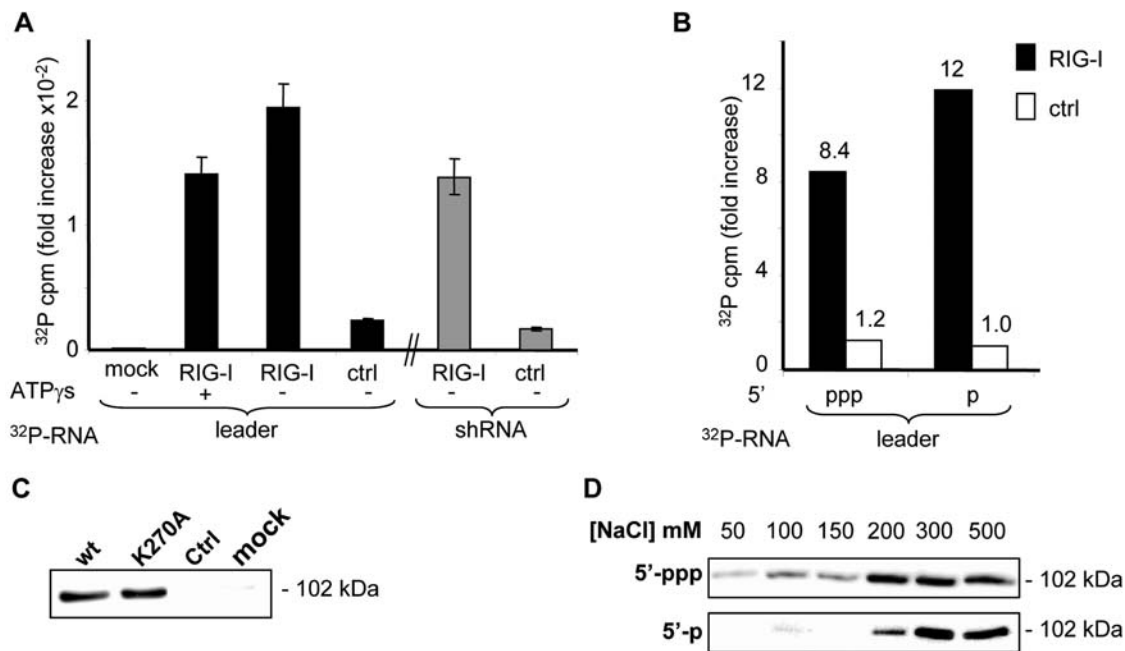 A
³²P cpm (fold increase x10⁻²)
2
1
0
mock RIG-I RIG-I ctrl // RIG-I ctrl
ATPγs - + - - - -
³²P-RNA leader shRNA
B
³²P cpm (fold increase)
12
8
4
0
8.4 1.2 12 1.0
RIG-I
ctrl
5' ppp p
³²P-RNA leader
C
wt K270A Ctrl mock
- 102 kDa
D
[NaCl] mM 50 100 150 200 300 500
5'-ppp - 102 kDa
5'-p - 102 kDa